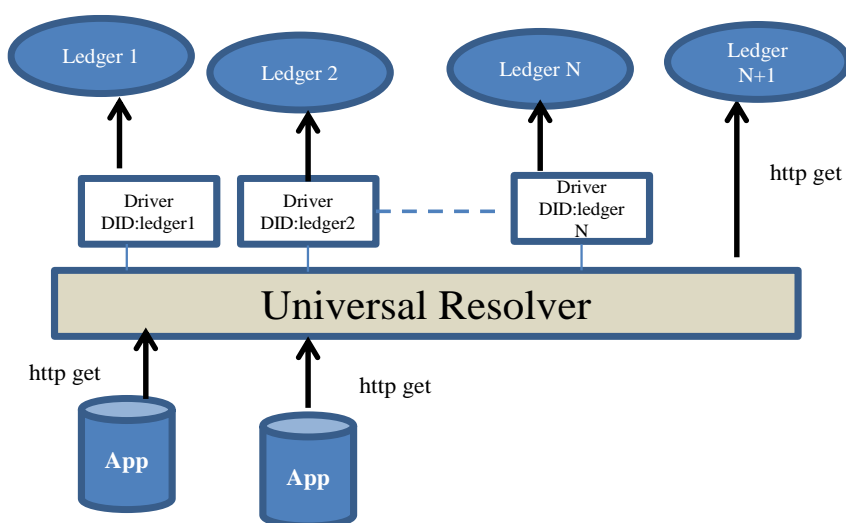 Ledger 1
Ledger 2
Ledger N
Ledger
N+1
http get
Driver
DID:ledger1
Driver
DID:ledger2
Driver
DID:ledger
N
Universal Resolver
http get
http get
App
App